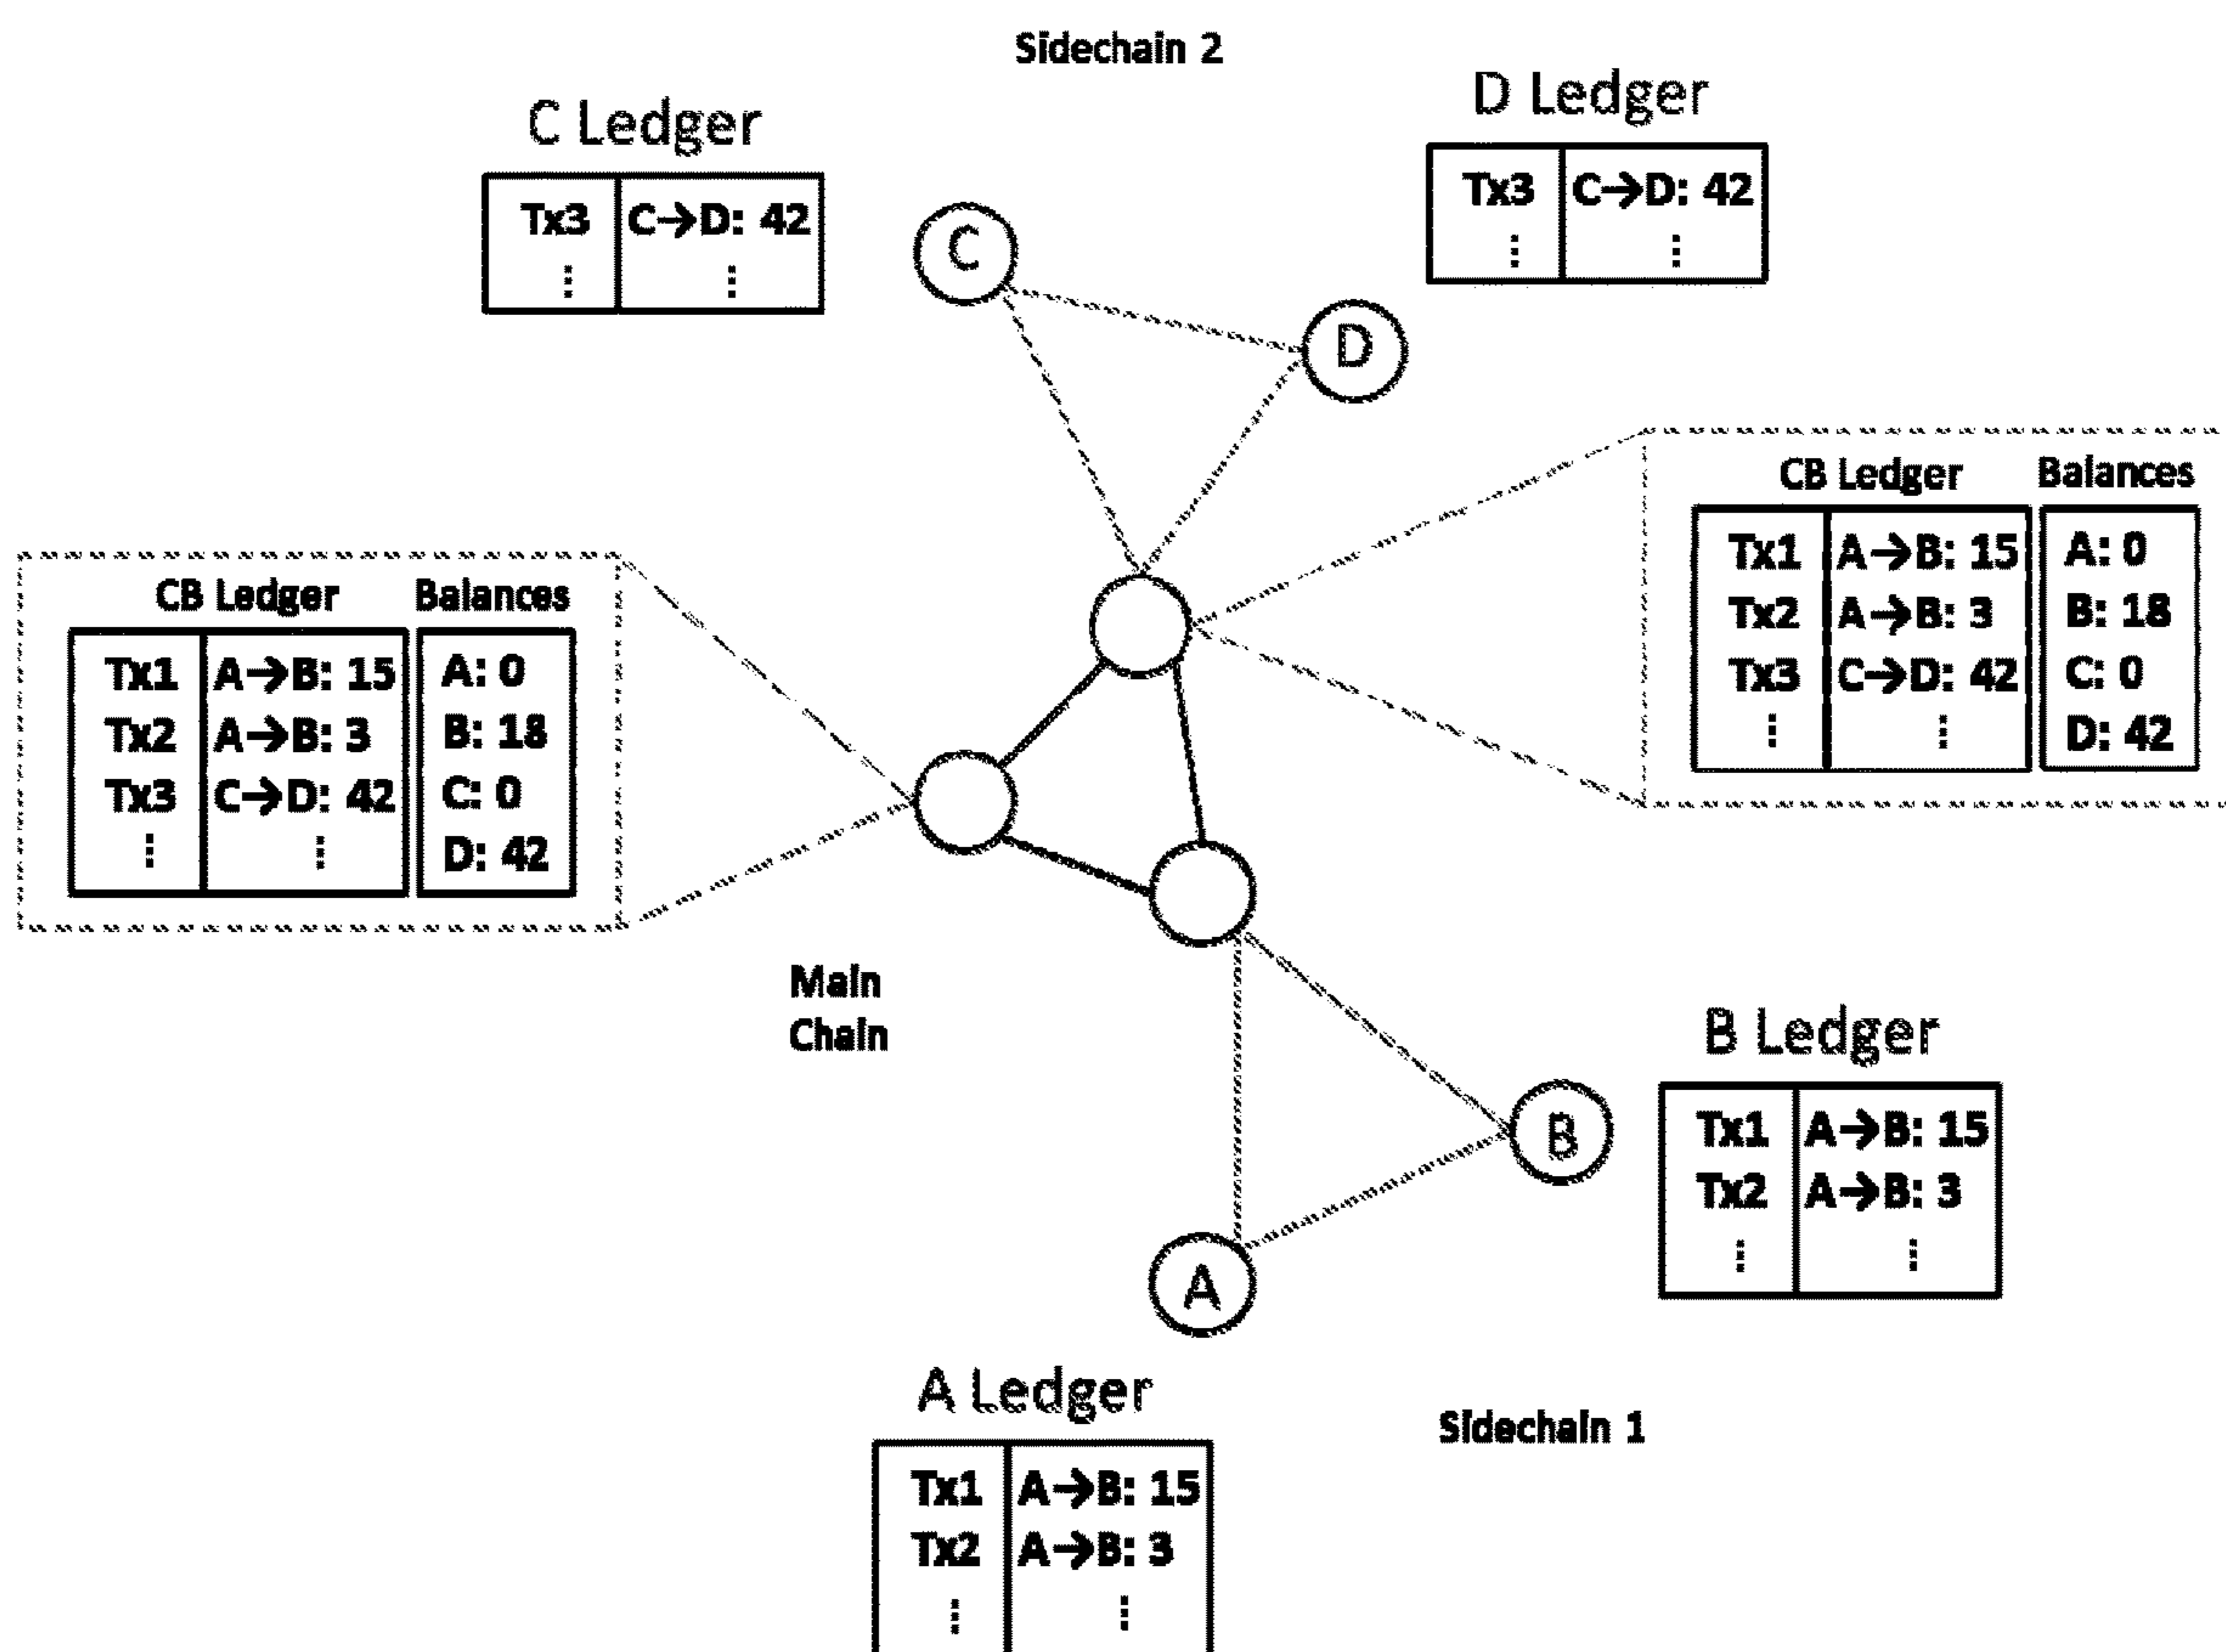 Sidechain 2
C Ledger
Tx3 C→D: 42
⋮ ⋮
D Ledger
Tx3 C→D: 42
⋮ ⋮
C
D
CB Ledger Balances
Tx1 A→B: 15 A: 0
Tx2 A→B: 3 B: 18
Tx3 C→D: 42 C: 0
⋮ ⋮ D: 42
CB Ledger Balances
Tx1 A→B: 15 A: 0
Tx2 A→B: 3 B: 18
Tx3 C→D: 42 C: 0
⋮ ⋮ D: 42
Main
Chain
B Ledger
Tx1 A→B: 15
Tx2 A→B: 3
⋮ ⋮
B
A
A Ledger
Tx1 A→B: 15
Tx2 A→B: 3
⋮ ⋮
Sidechain 1